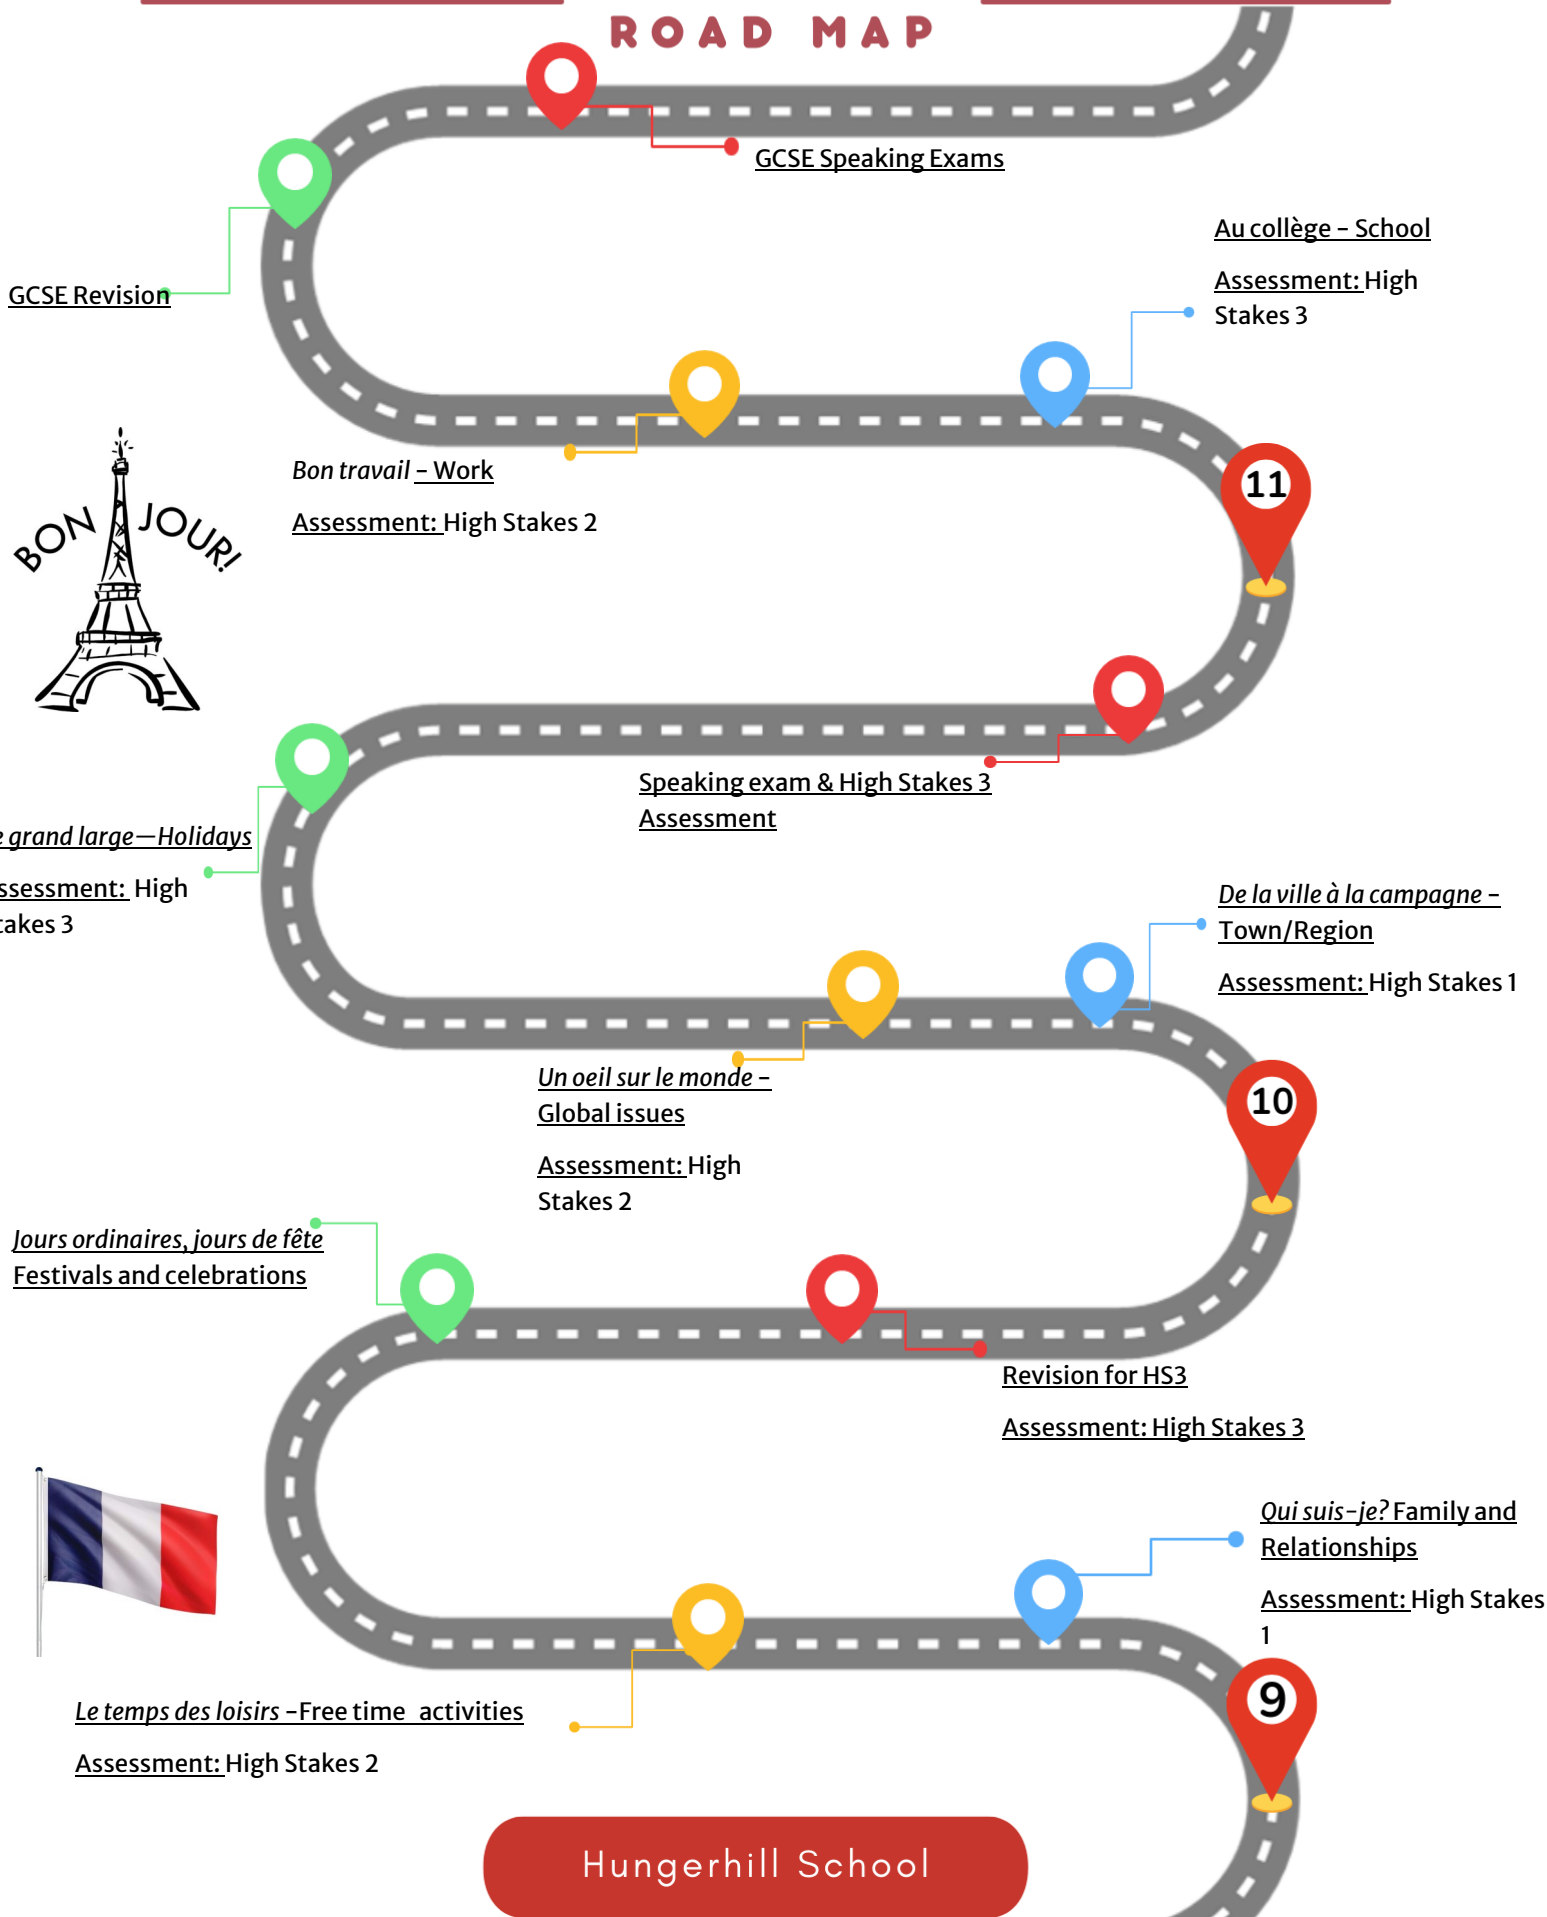 ROAD MAP
GCSE Speaking Exams
Au collège - School
Assessment: High
Stakes 3
GCSE Revision
11
Bon travail - Work
Assessment: High Stakes 2
BON JOUR!
Speaking exam & High Stakes 3
Assessment
grand large—Holidays
High
3
De la ville à la campagne -
Town/Region
Assessment: High Stakes 1
Un oeil sur le monde -
Global issues
Assessment: High
Stakes 2
10
Jours ordinaires, jours de fête
Festivals and celebrations
Revision for HS3
Assessment: High Stakes 3
Qui suis-je? Family and
Relationships
Assessment: High Stakes
1
9
Le temps des loisirs -Free time activities
Assessment: High Stakes 2
Hungerhill School